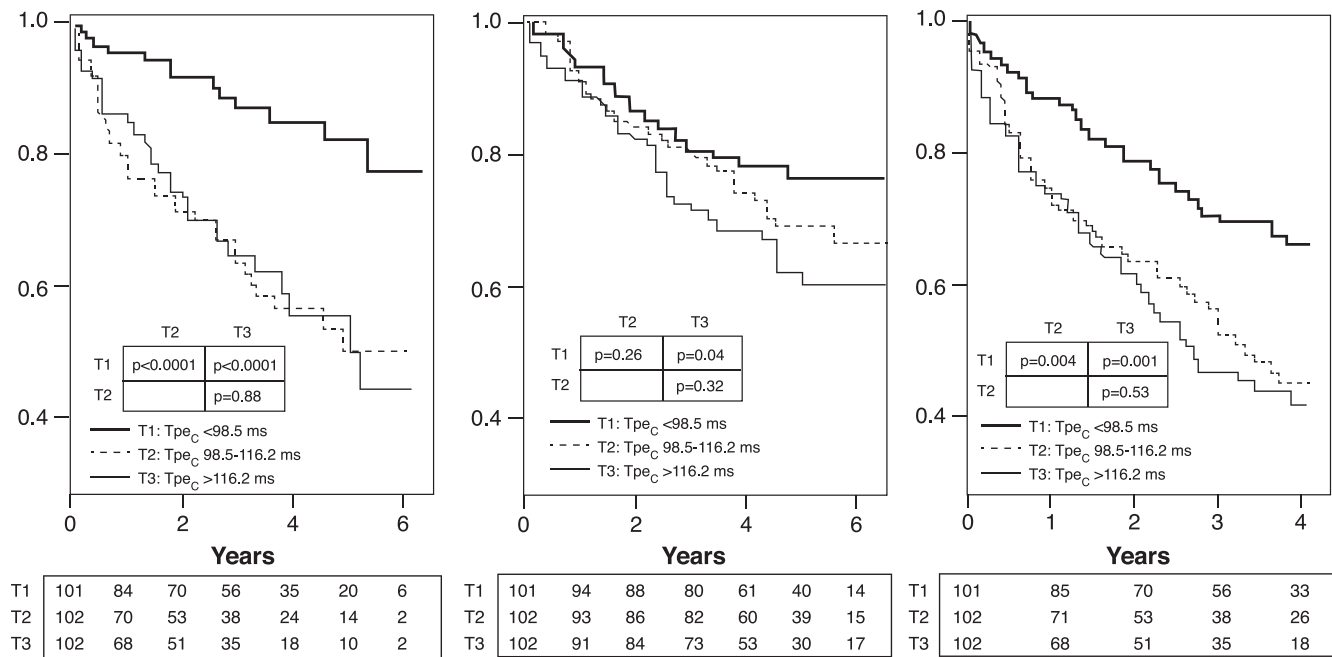 1.0
0.8
0.6
0.4
T2 T3
T1 p<0.0001 p<0.0001
T2 p=0.88
T1: TpeC <98.5 ms
T2: TpeC 98.5-116.2 ms
T3: TpeC >116.2 ms
0 2 4 6
Years
T1 101 84 70 56 35 20 6
T2 102 70 53 38 24 14 2
T3 102 68 51 35 18 10 2
1.0
0.8
0.6
0.4
T2 T3
T1 p=0.26 p=0.04
T2 p=0.32
T1: TpeC <98.5 ms
T2: TpeC 98.5-116.2 ms
T3: TpeC >116.2 ms
0 2 4 6
Years
T1 101 94 88 80 61 40 14
T2 102 93 86 82 60 39 15
T3 102 91 84 73 53 30 17
1.0
0.8
0.6
0.4
T2 T3
T1 p=0.004 p=0.001
T2 p=0.53
T1: TpeC <98.5 ms
T2: TpeC 98.5-116.2 ms
T3: TpeC >116.2 ms
0 1 2 3 4
Years
T1 101 85 70 56 33
T2 102 71 53 38 26
T3 102 68 51 35 18